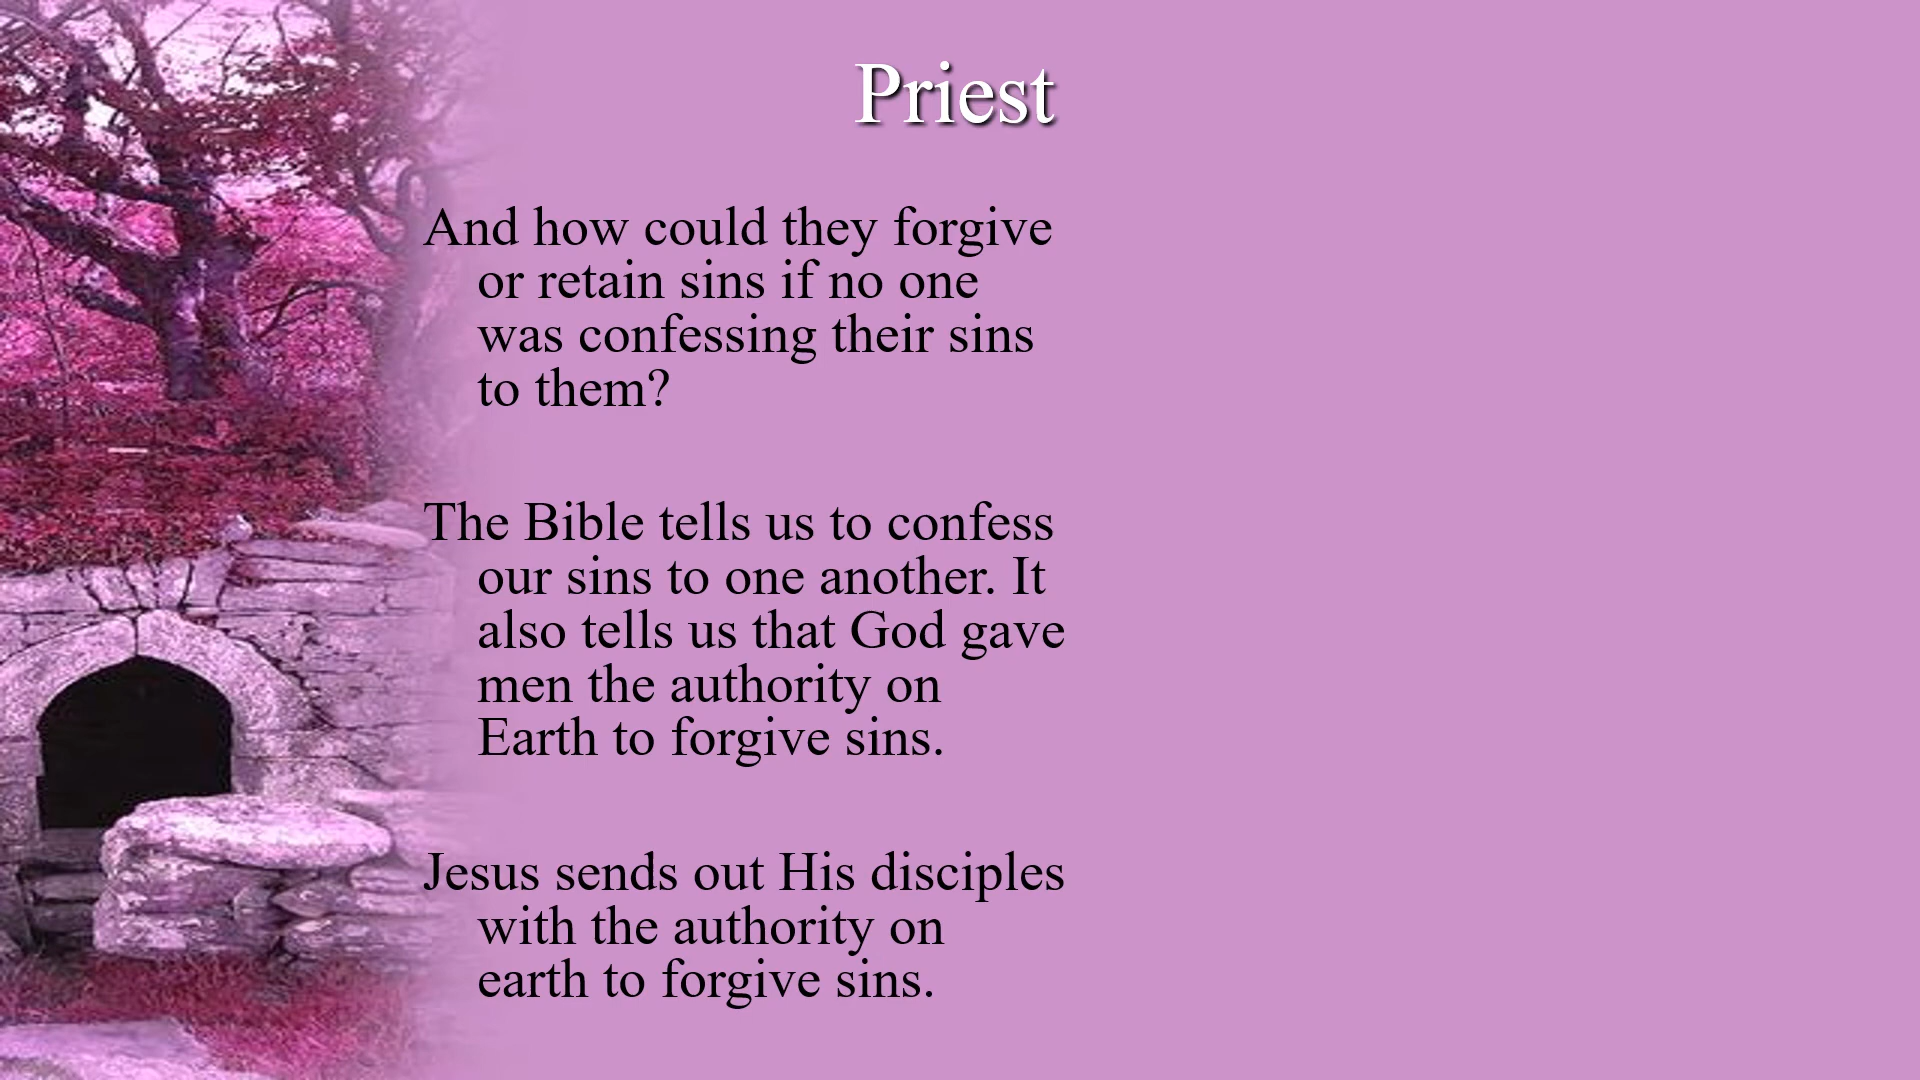 Priest
And how could they forgive
or retain sins if no one
was confessing their sins
to them?
The Bible tells us to confess
our sins to one another. It
also tells us that God gave
men the authority on
Earth to forgive sins.
Jesus sends out His disciples
with the authority on
earth to forgive sins.